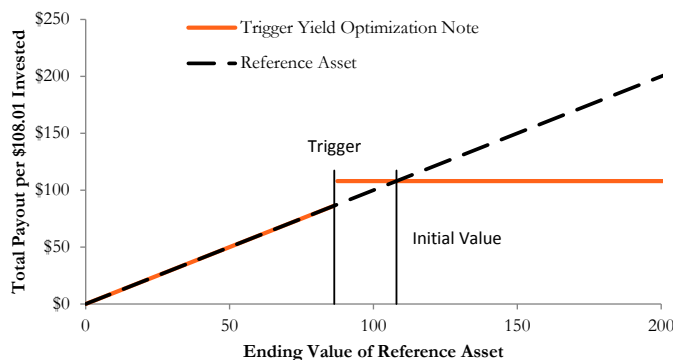 $250
Trigger Yield Optimization Note
Reference Asset
$200
$150
Trigger
$100
Initial Value
$50
$0
0 50 100 150 200
Total Payout per $108.01 Invested
Ending Value of Reference Asset